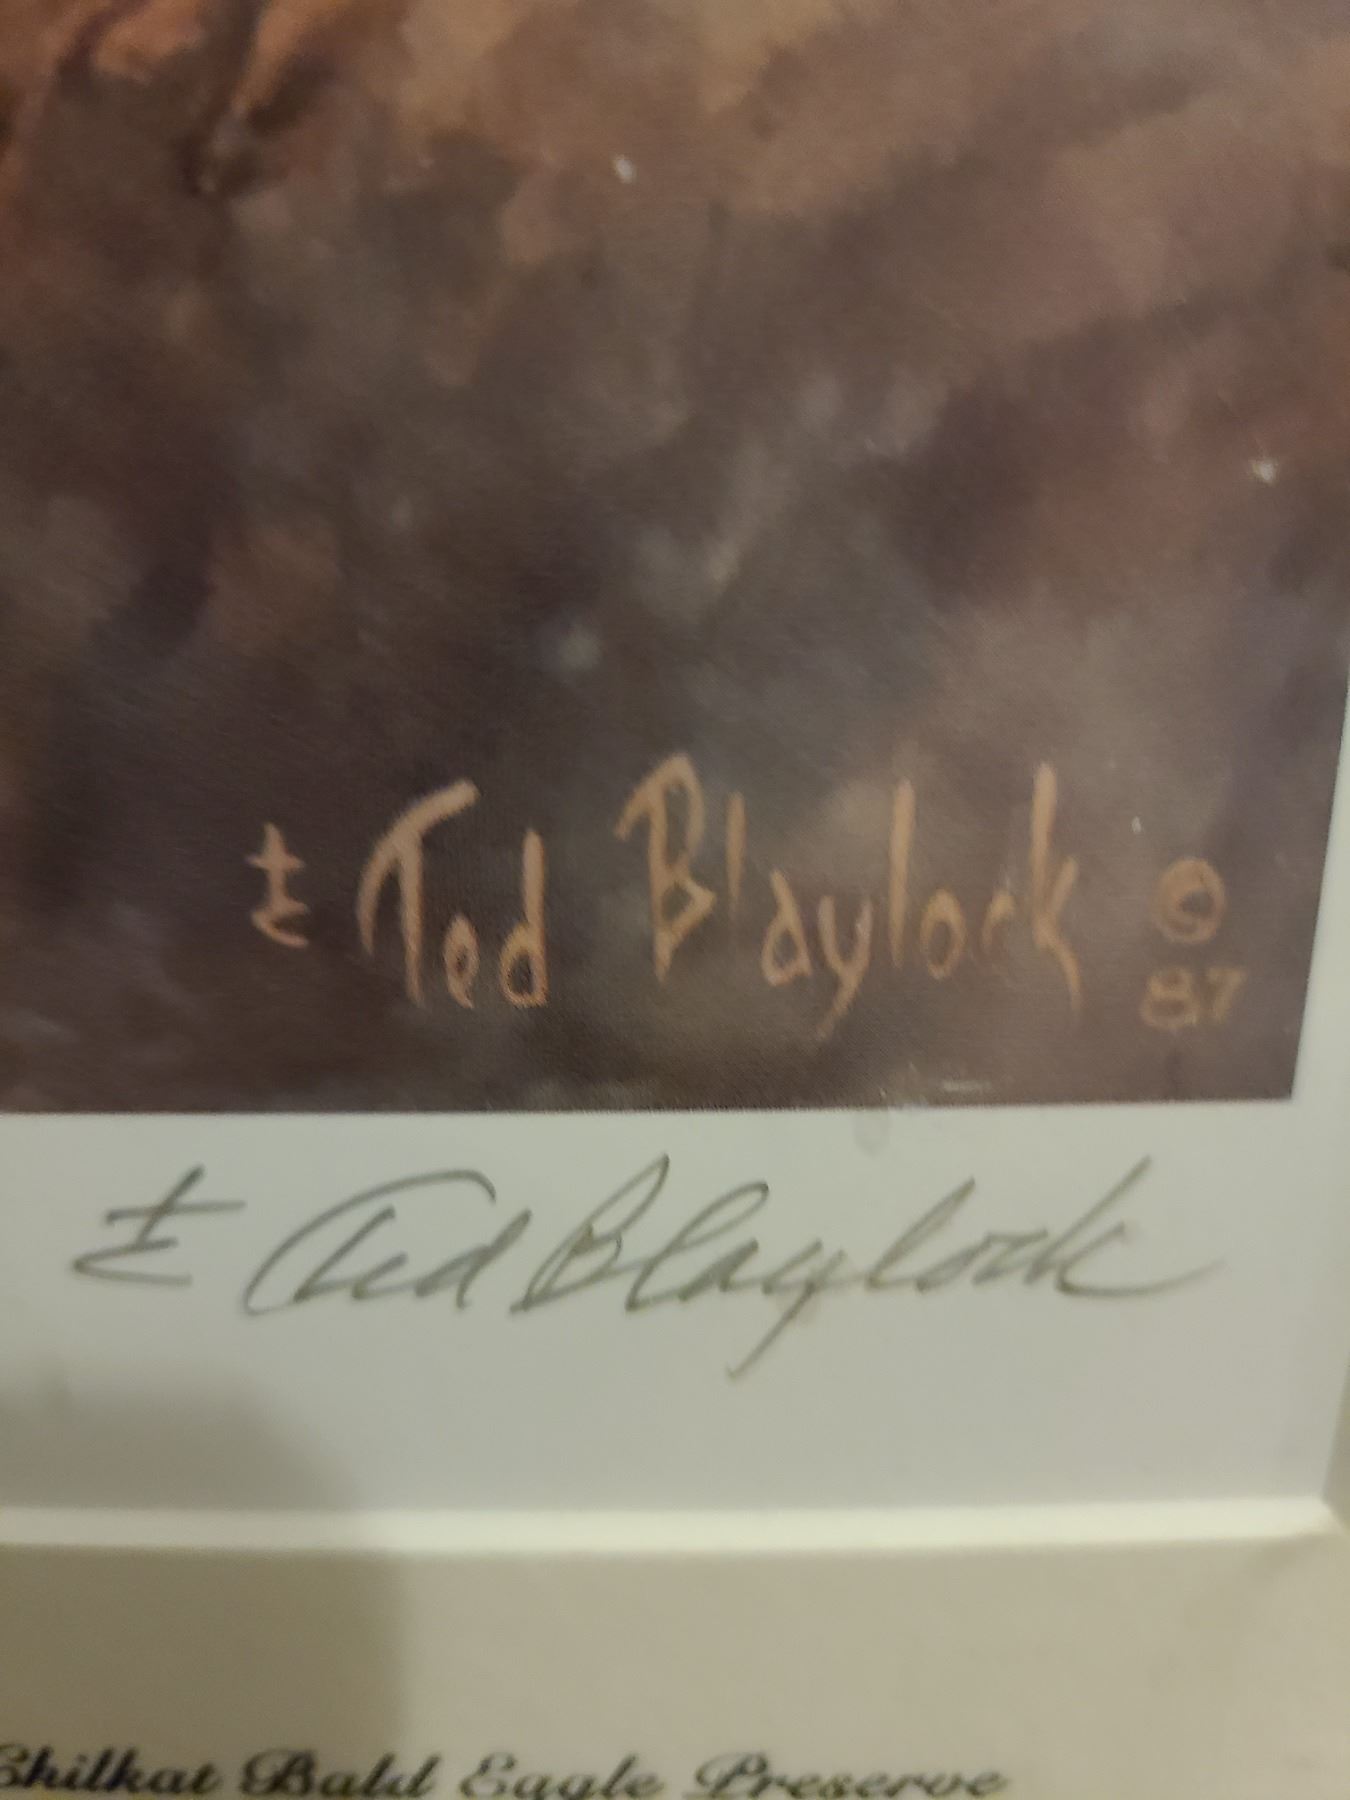 Ted Blaylock ©
87
Ted Blaylock
Chilkat Bald Eagle Preserve